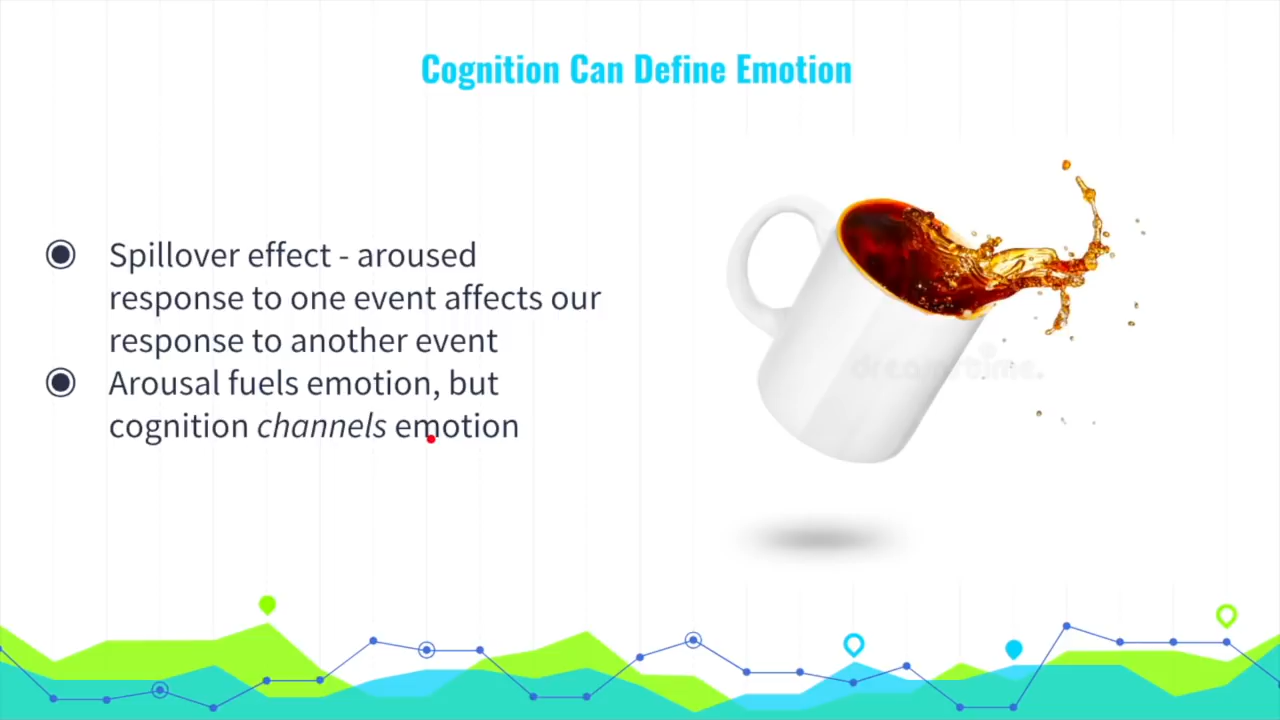 Cognition Can Define Emotion
Spillover effect - aroused
response to one event affects our
response to another event
Arousal fuels emotion, but
cognition channels emotion
dreamstime.